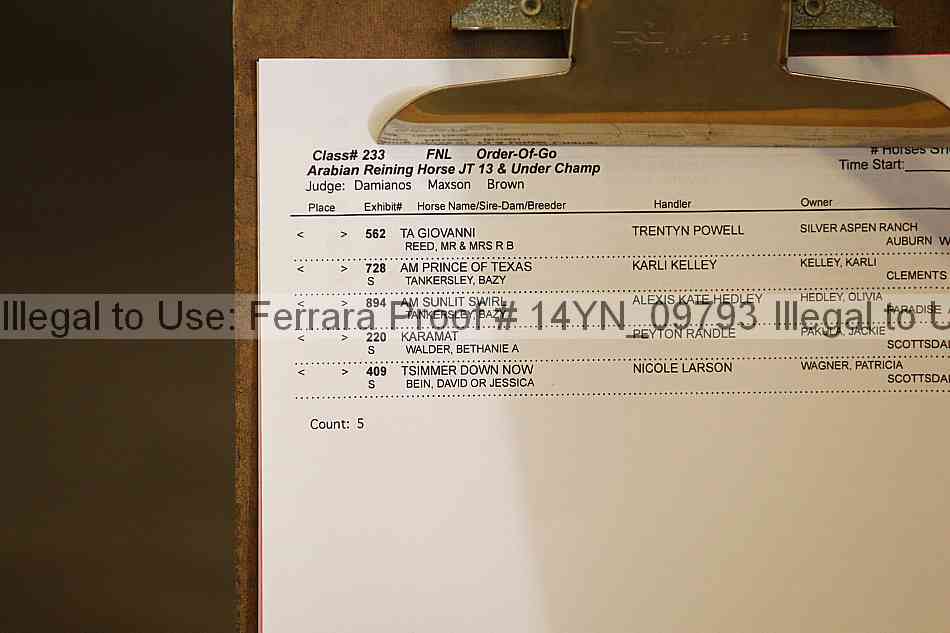 Class# 233 FNL Order-Of-Go
Arabian Reining Horse JT 13 & Under Champ
# Horses
Time Start:
Judge: Damianos Maxson Brown
Place Exhibit# Horse Name/Sire-Dam/Breeder Handler Owner
< > 562 TA GIOVANNI TRENTYN POWELL SILVER ASPEN RANCH
REED, MR & MRS R B AUBURN W
< > 728 AM PRINCE OF TEXAS KARLI KELLEY KELLEY, KARLI
S TANKERSLEY, BAZY CLEMENTS
< > 894 AM SUNLIT SWIRL ALEXIS KATE HEDLEY HEDLEY, OLIVIA
TANKERSLEY, BAZY PARADISE
Illegal to Use: Ferrara Proof # 14YN_09793 Illegal to U
< > 220 KARAMAT PEYTON RANDLE PAKULA, JACKIE
S WALDER, BETHANIE A SCOTTSDAL
< > 409 TSIMMER DOWN NOW NICOLE LARSON WAGNER, PATRICIA
S BEIN, DAVID OR JESSICA SCOTTSDAL
Count: 5